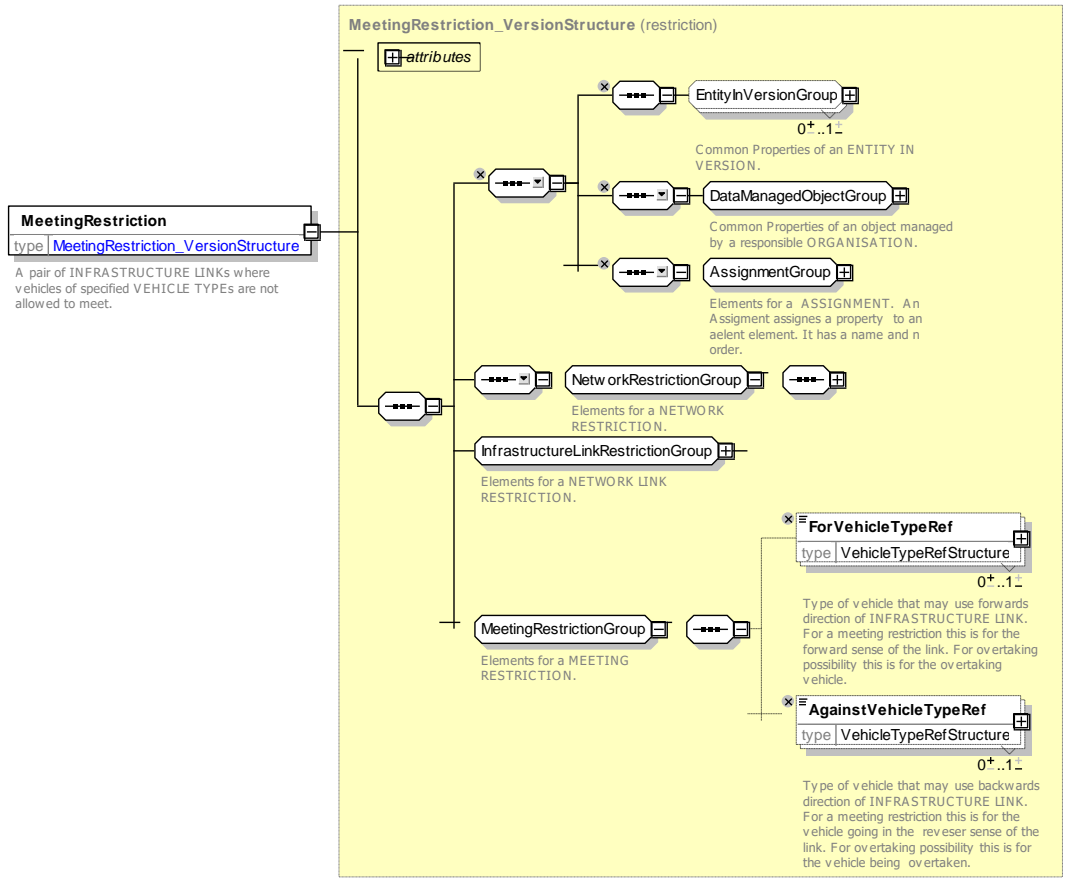 MeetingRestriction_VersionStructure (restriction)
attributes
EntityInVersionGroup
0..1
Common Properties of an ENTITY IN
VERSION.
DataManagedObjectGroup
Common Properties of an object managed
by a responsible ORGANISATION.
MeetingRestriction
type MeetingRestriction_VersionStructure
A pair of INFRASTRUCTURE LINKs where
vehicles of specified VEHICLE TYPEs are not
allowed to meet.
AssignmentGroup
Elements for a ASSIGNMENT. An
Assigment assignes a property to an
aelent element. It has a name and n
order.
NetworkRestrictionGroup
Elements for a NETWORK
RESTRICTION.
InfrastructureLinkRestrictionGroup
Elements for a NETWORK LINK
RESTRICTION.
ForVehicleTypeRef
type VehicleTypeRefStructure
0..1
Type of vehicle that may use forwards
direction of INFRASTRUCTURE LINK.
For a meeting restriction this is for the
forward sense of the link. For overtaking
possibility this is for the overtaking
vehicle.
MeetingRestrictionGroup
Elements for a MEETING
RESTRICTION.
AgainstVehicleTypeRef
type VehicleTypeRefStructure
0..1
Type of vehicle that may use backwards
direction of INFRASTRUCTURE LINK.
For a meeting restriction this is for the
vehicle going in the reveser sense of the
link. For overtaking possibility this is for
the vehicle being overtaken.